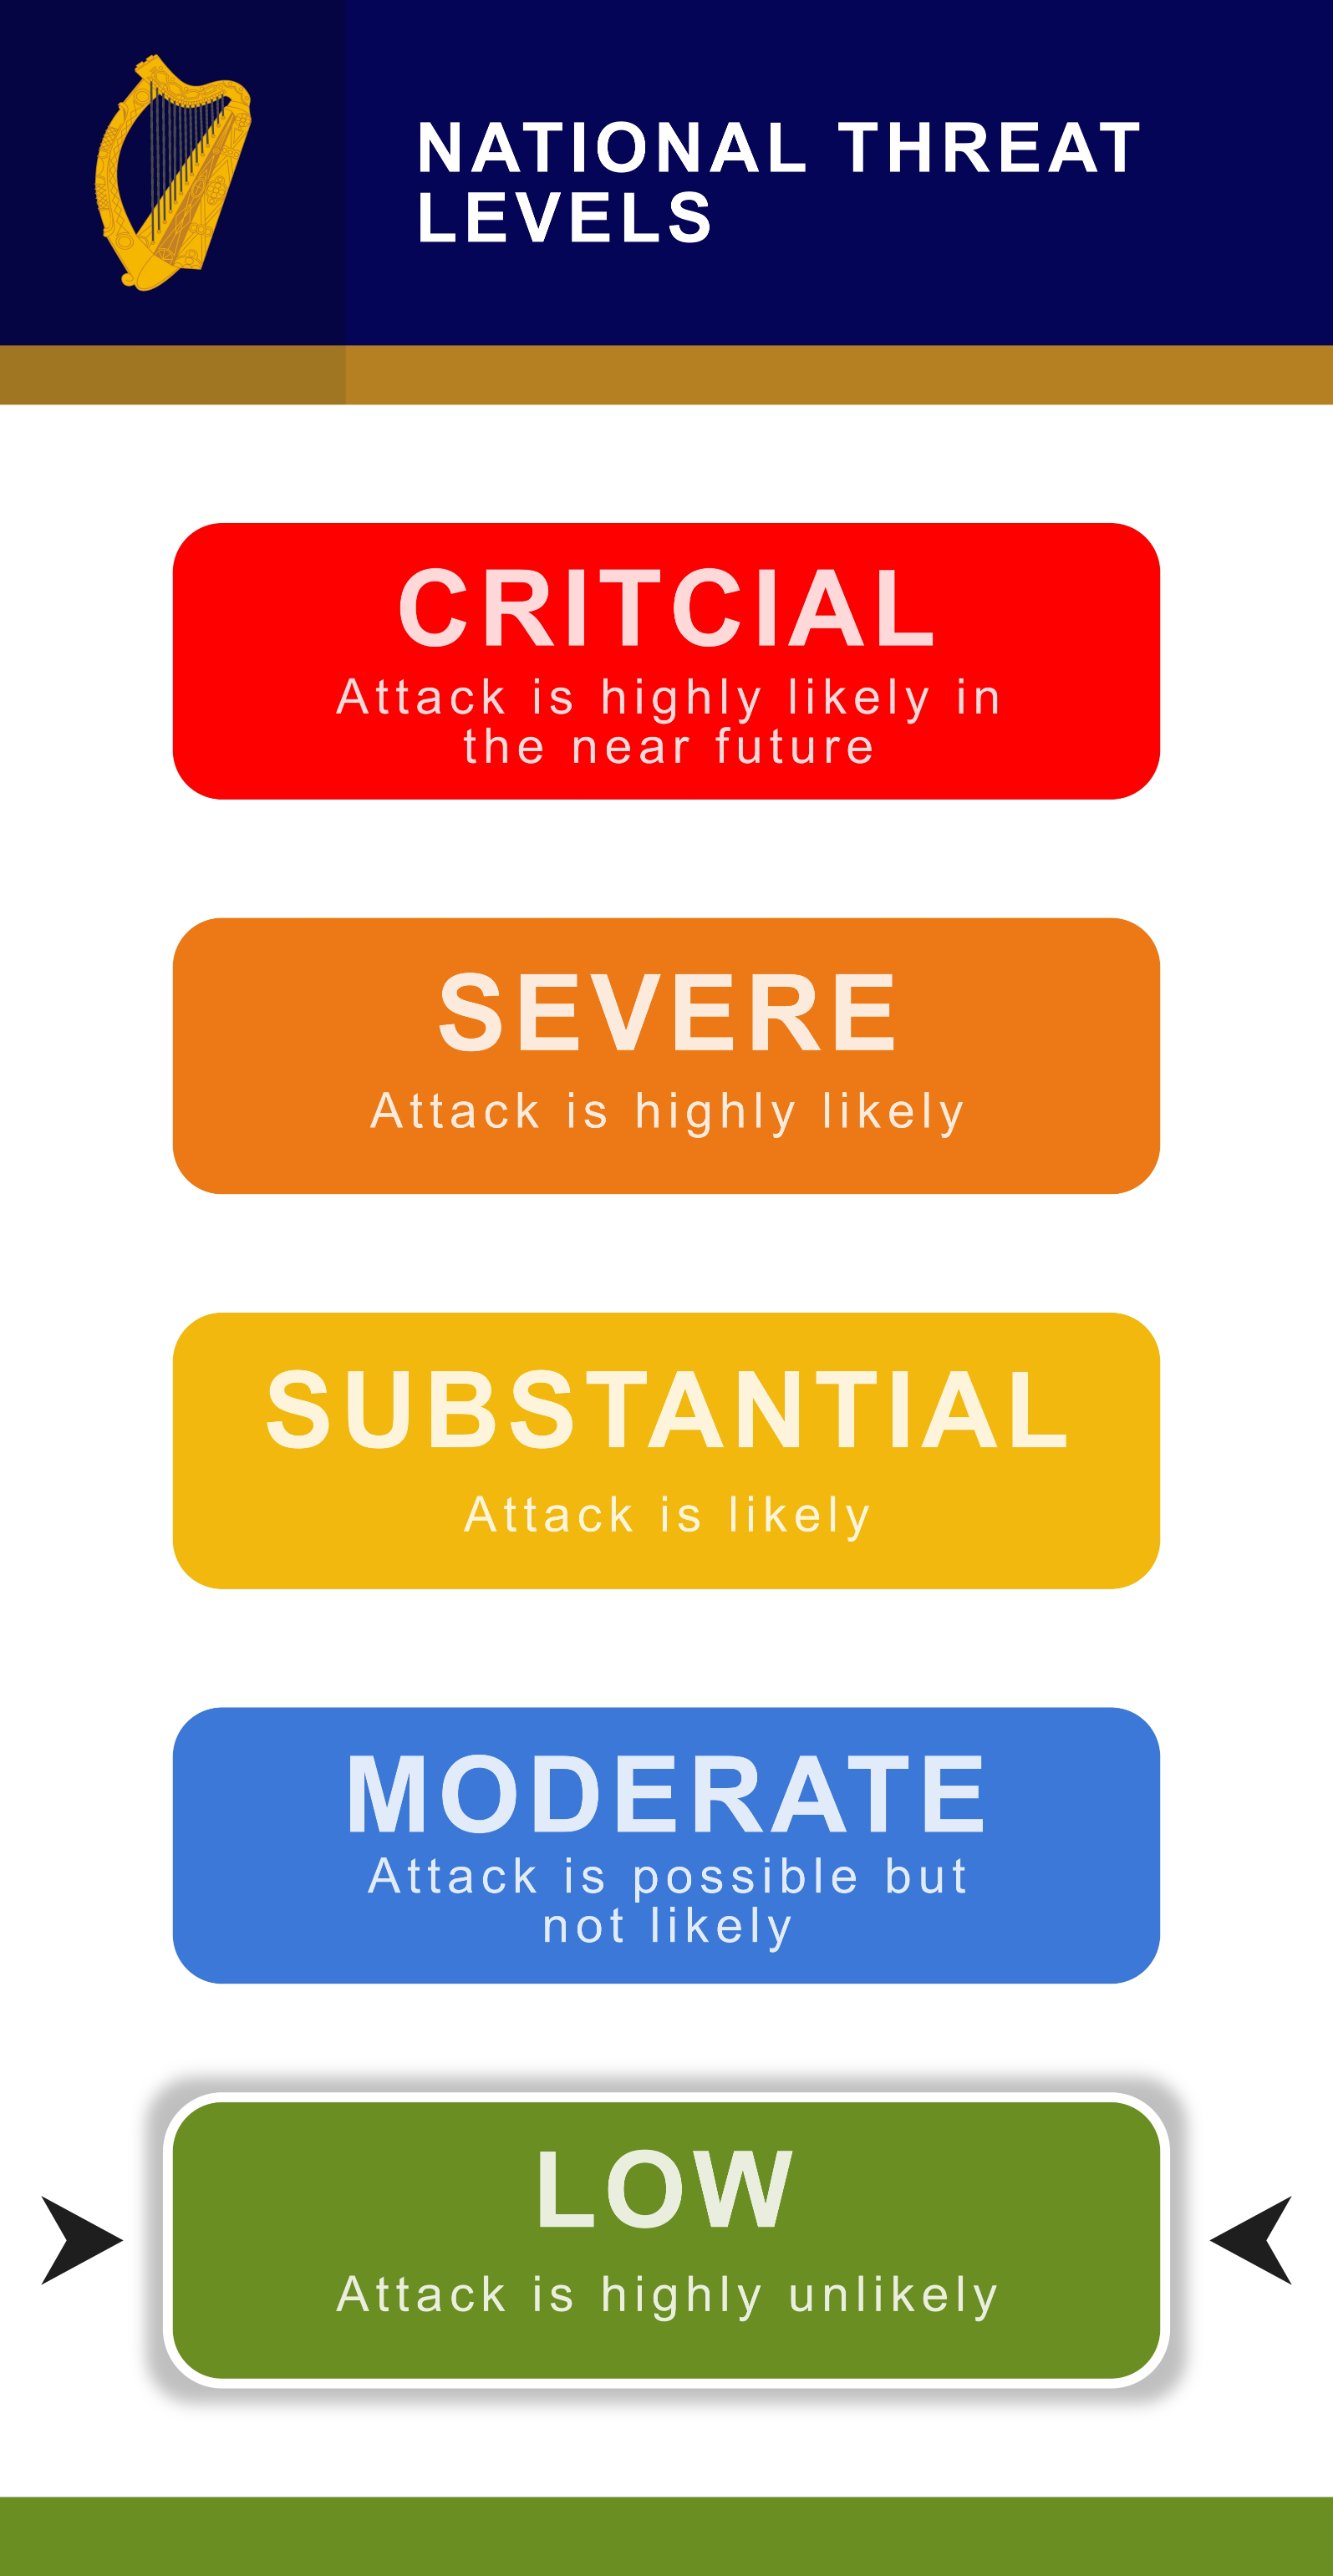 NATIONAL THREAT
LEVELS
CRITCIAL
Attack is highly likely in
the near future
SEVERE
Attack is highly likely
SUBSTANTIAL
Attack is likely
MODERATE
Attack is possible but
not likely
LOW
Attack is highly unlikely